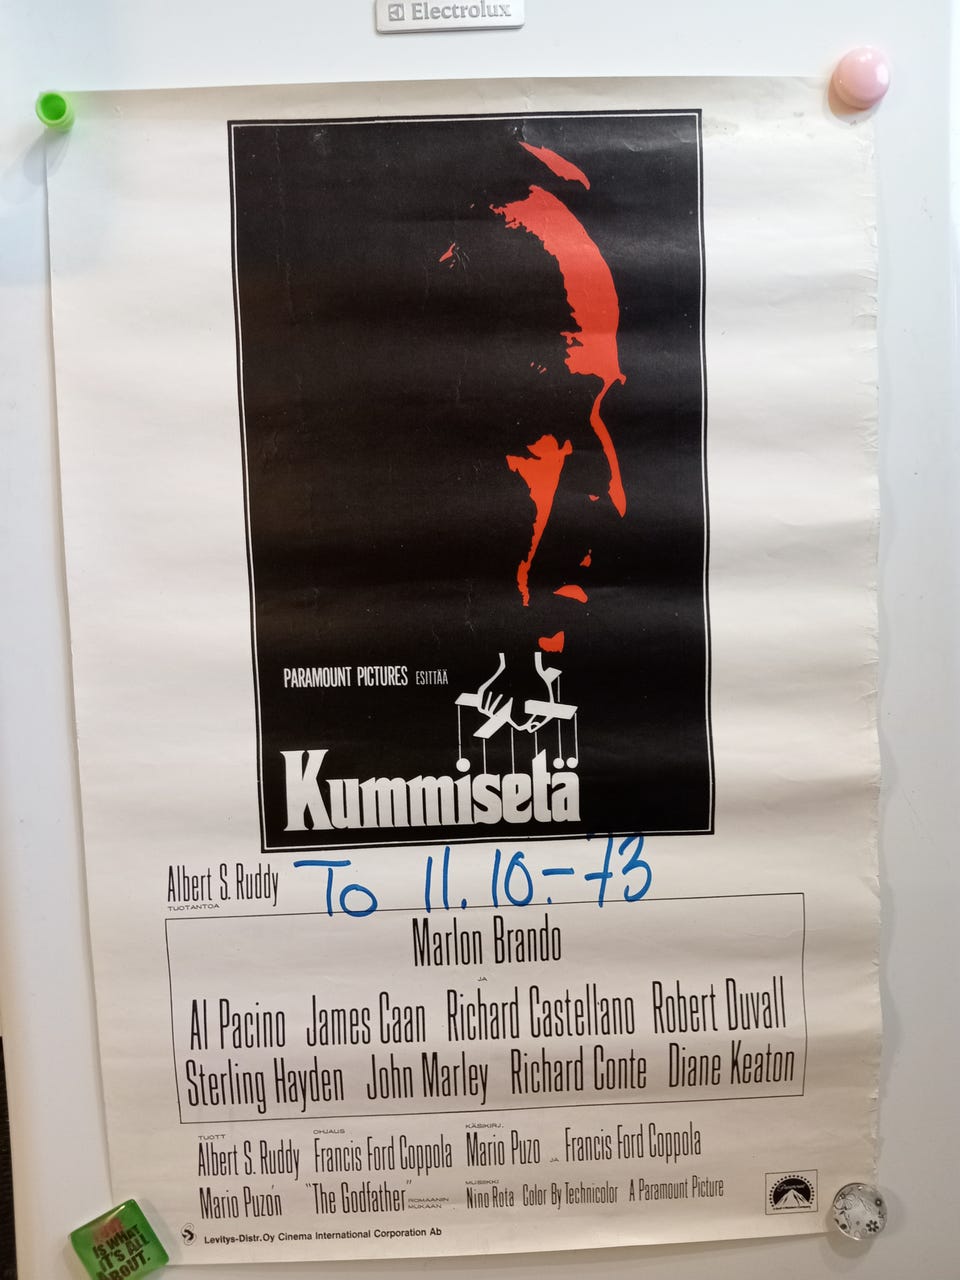 Electrolux
PARAMOUNT PICTURES ESITTÄÄ
Kummisetä
Albert S. Ruddy
TUOTANTOA
To 11.10.-73
Marlon Brando
JA
Al Pacino James Caan Richard Castellano Robert Duvall
Sterling Hayden John Marley Richard Conte Diane Keaton
TUOTT. OHJAUS KÄSIKIRJ.
Albert S. Ruddy Francis Ford Coppola Mario Puzo JA Francis Ford Coppola
Mario Puzón "The Godfather" ROMAANIN MUKAAN MUSIIKKI Nino Rota Color By Technicolor A Paramount Picture
Paramount
Levitys-Distr.Oy Cinema International Corporation Ab
IS WHAT
IT'S ALL
ABOUT.